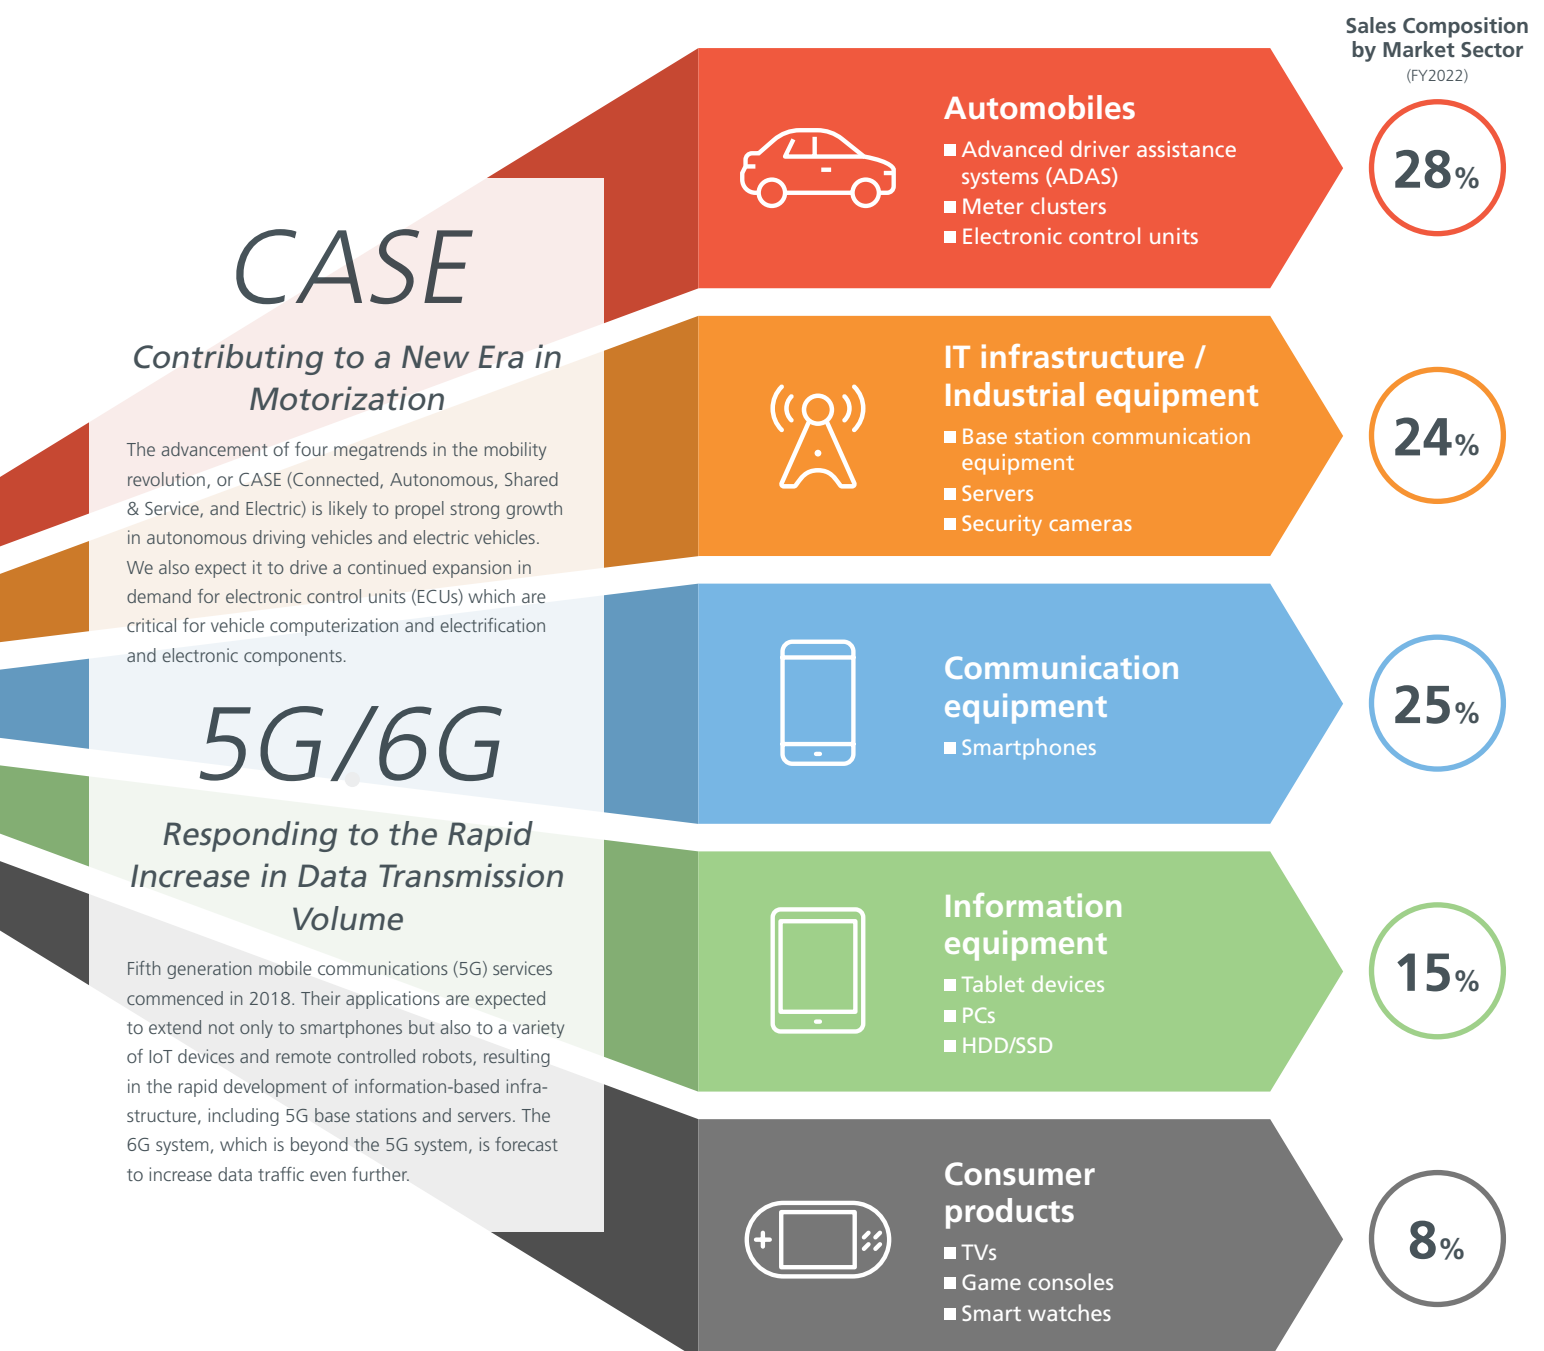 Sales Composition
by Market Sector
(FY2022)
CASE
Contributing to a New Era in
Motorization
The advancement of four megatrends in the mobility
revolution, or CASE (Connected, Autonomous, Shared
& Service, and Electric) is likely to propel strong growth
in autonomous driving vehicles and electric vehicles.
We also expect it to drive a continued expansion in
demand for electronic control units (ECUs) which are
critical for vehicle computerization and electrification
and electronic components.
5G/6G
Responding to the Rapid
Increase in Data Transmission
Volume
Fifth generation mobile communications (5G) services
commenced in 2018. Their applications are expected
to extend not only to smartphones but also to a variety
of IoT devices and remote controlled robots, resulting
in the rapid development of information-based infra-
structure, including 5G base stations and servers. The
6G system, which is beyond the 5G system, is forecast
to increase data traffic even further.
Automobiles
■ Advanced driver assistance
systems (ADAS)
■ Meter clusters
■ Electronic control units
28%
IT infrastructure /
Industrial equipment
■ Base station communication
equipment
■ Servers
■ Security cameras
24%
Communication
equipment
■ Smartphones
25%
Information
equipment
■ Tablet devices
■ PCs
■ HDD/SSD
15%
Consumer
products
■ TVs
■ Game consoles
■ Smart watches
8%